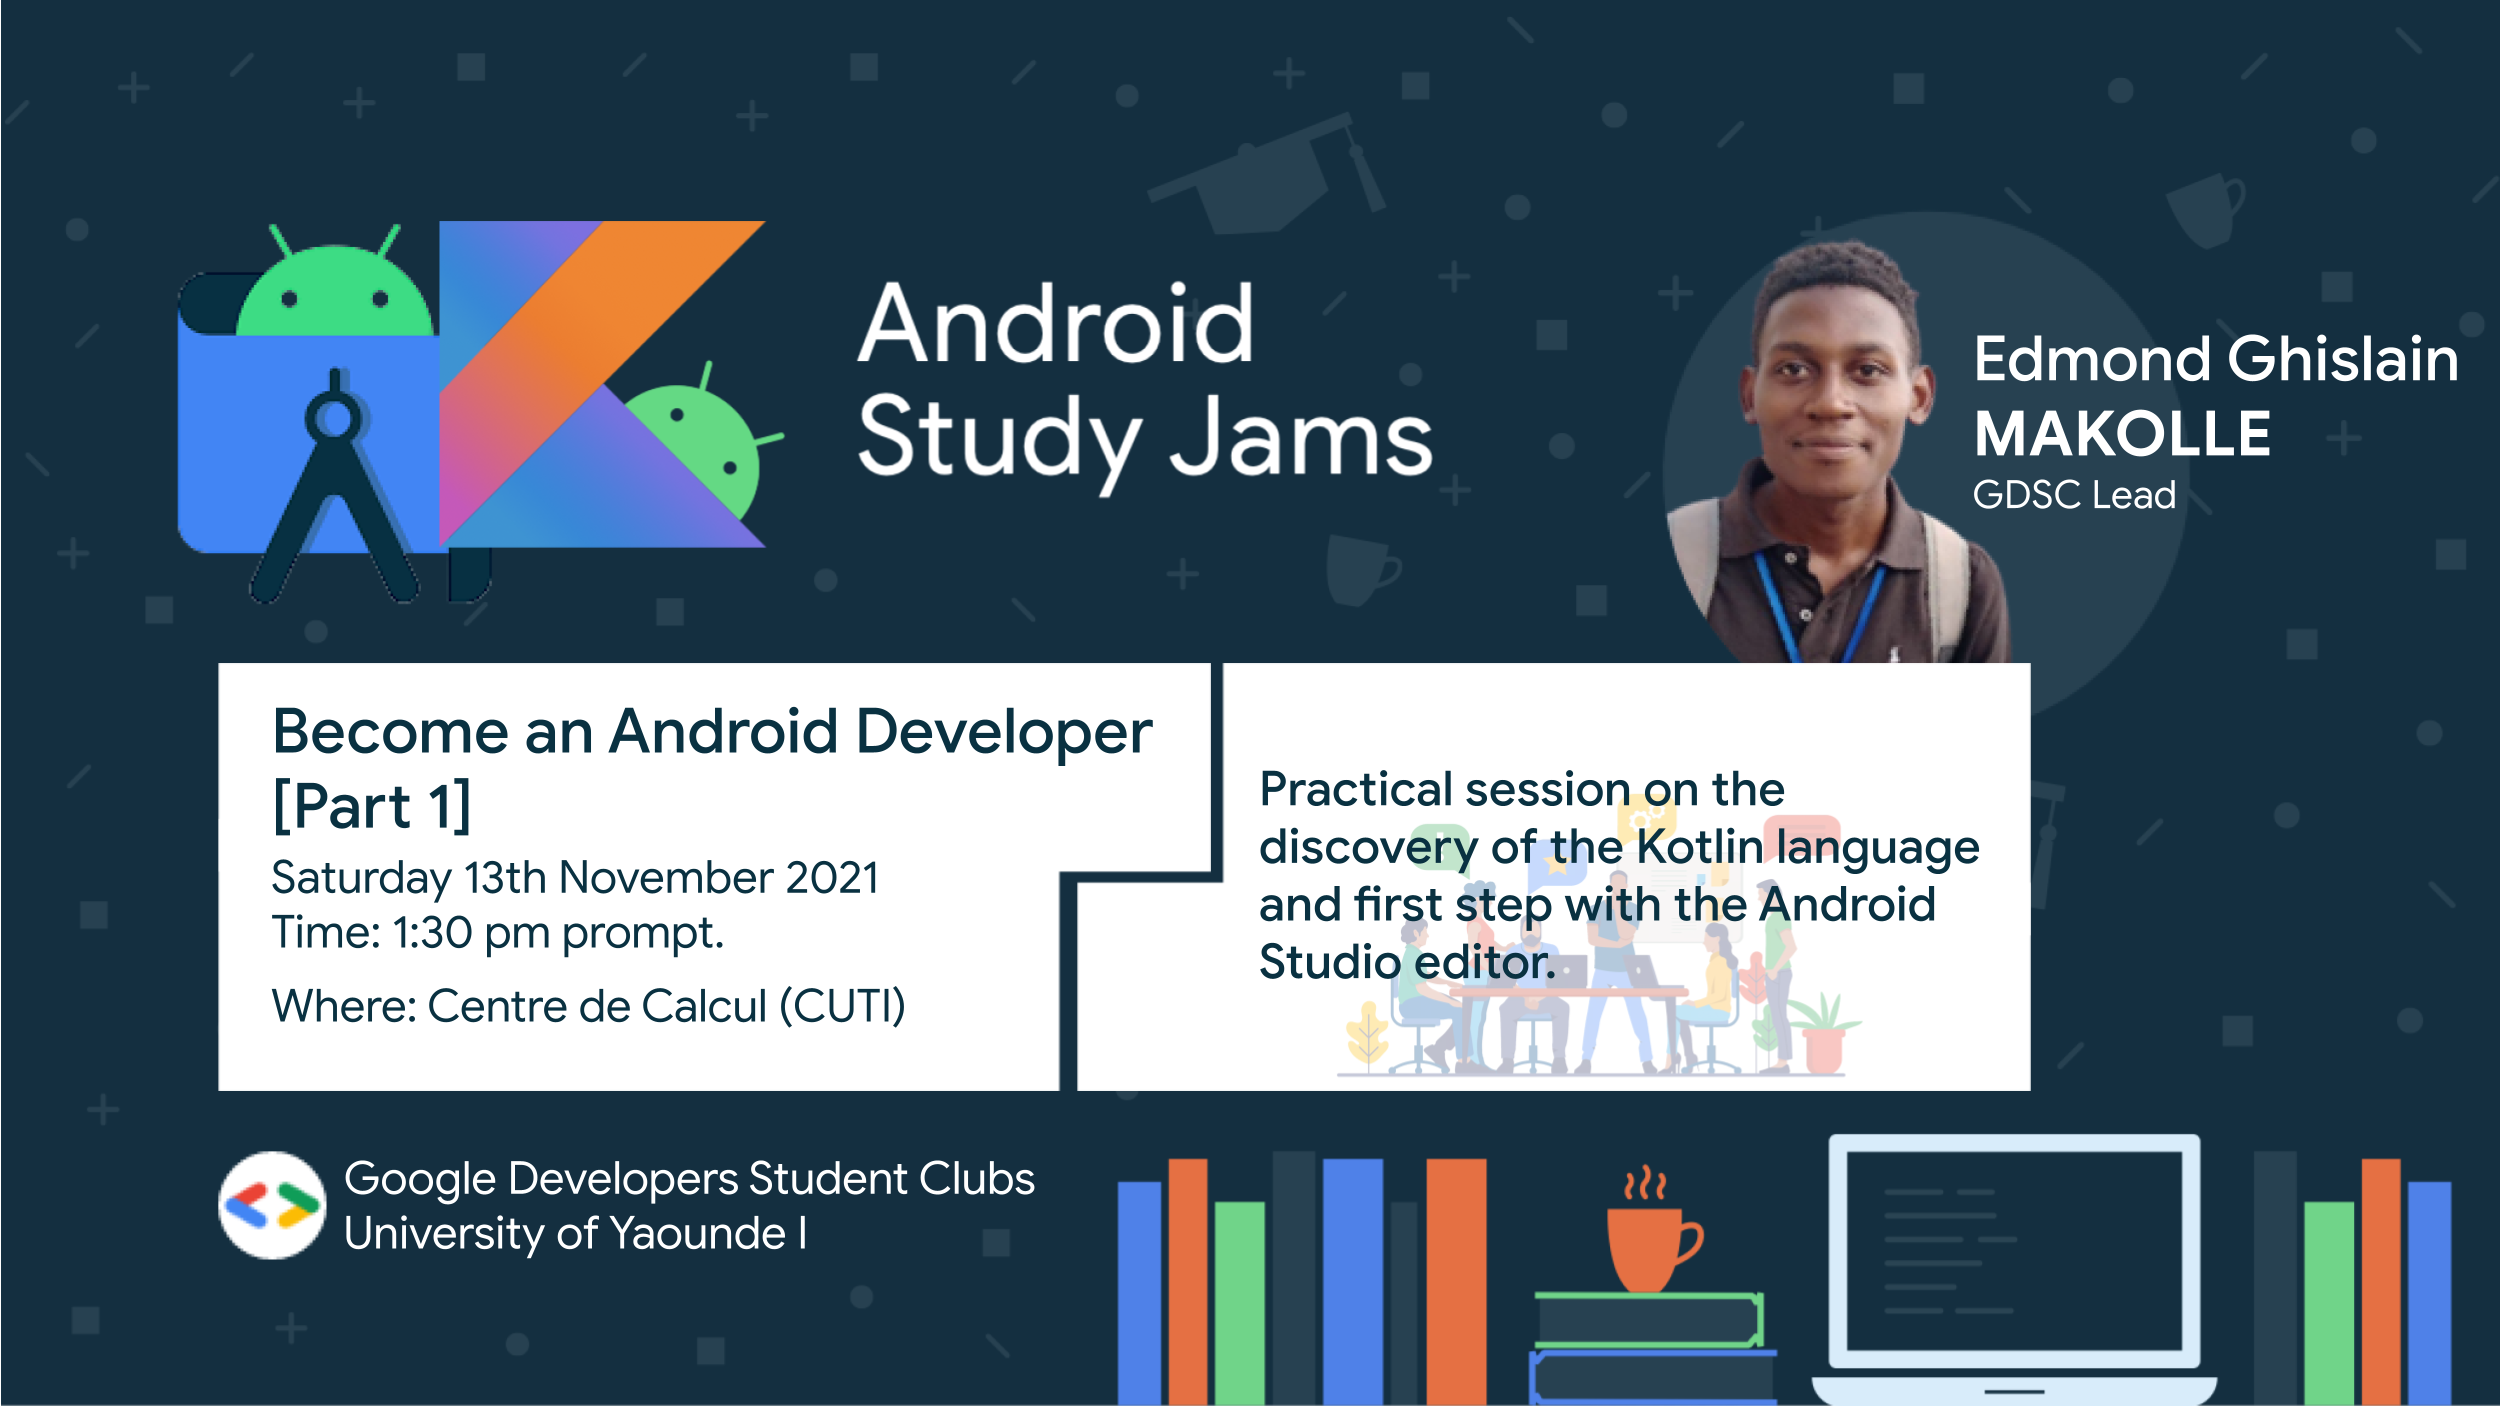 Android
Study Jams
Edmond Ghislain
MAKOLLE
GDSC Lead
Become an Android Developer
[Part 1]
Saturday 13th November 2021
Time: 1:30 pm prompt.
Where: Centre de Calcul (CUTI)
Practical session on the
discovery of the Kotlin language
and first step with the Android
Studio editor.
Google Developers Student Clubs
University of Yaounde I